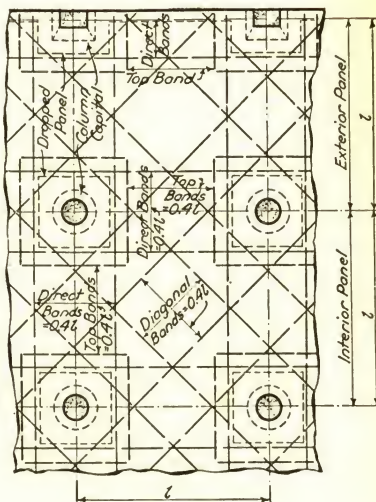 Direct
Bands
Top Band
Dropped
Panel
Column
Capital
Exterior Panel
l
Direct Bands
=0.4l
Top
Bands
=0.4l
Direct
Bands
=0.4l
Top Bands
=0.4l
Diagonal
Bands=0.4l
Interior Panel
l
l